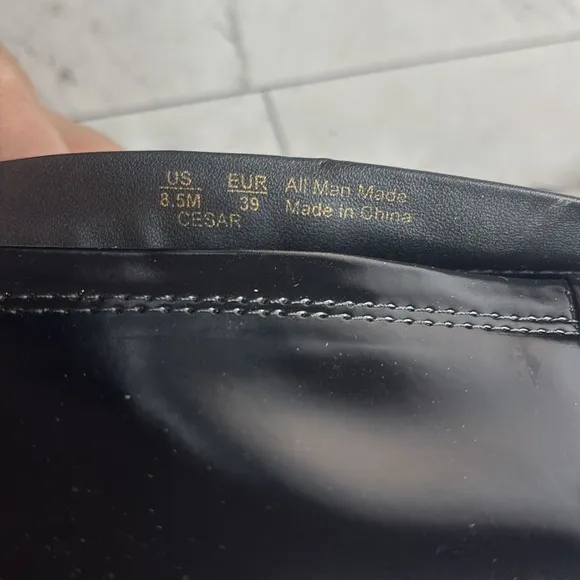 US EUR All Man Made
8.5M 39 Made in China
CESAR